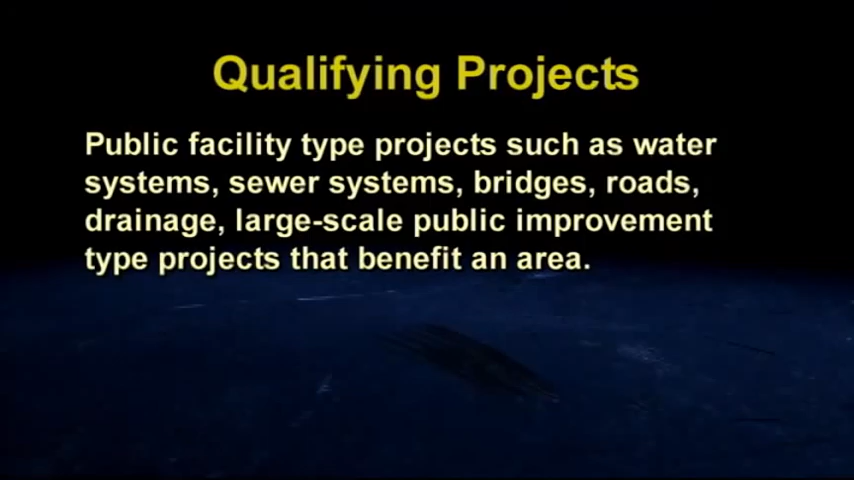 Qualifying Projects
Public facility type projects such as water
systems, sewer systems, bridges, roads,
drainage, large-scale public improvement
type projects that benefit an area.